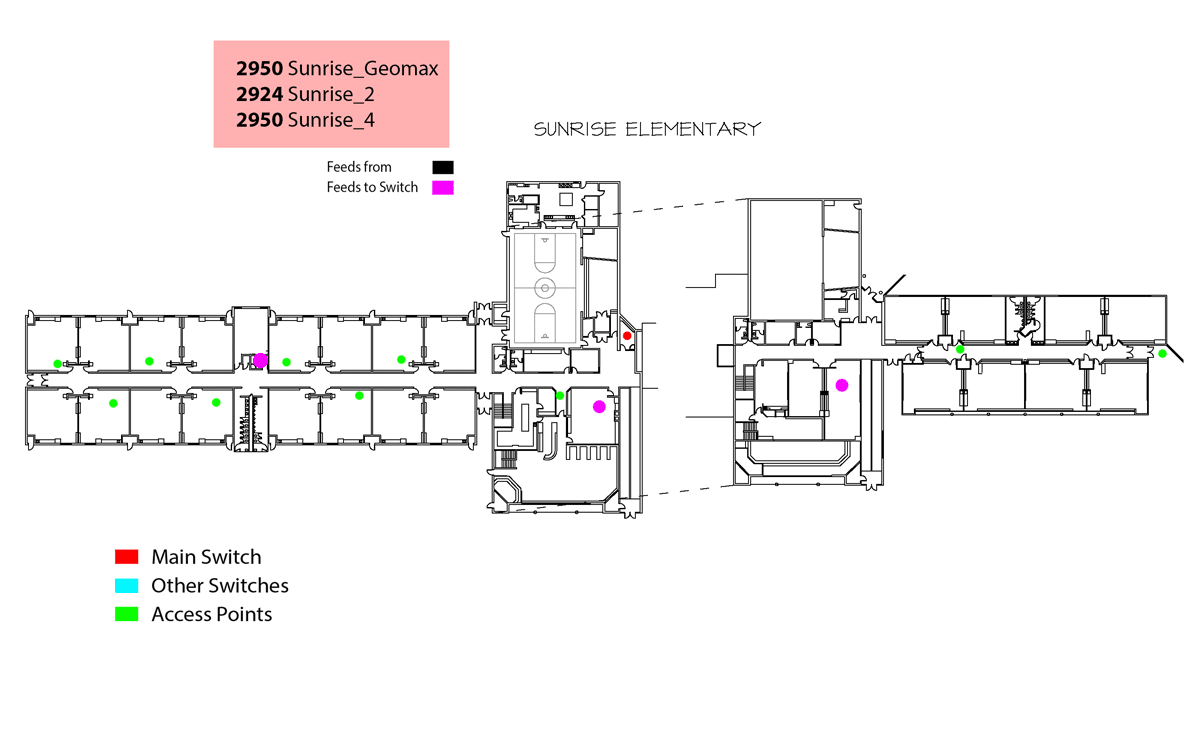 2950 Sunrise_Geomax
2924 Sunrise_2
2950 Sunrise_4
SUNRISE ELEMENTARY
Feeds from
Feeds to Switch
Main Switch
Other Switches
Access Points